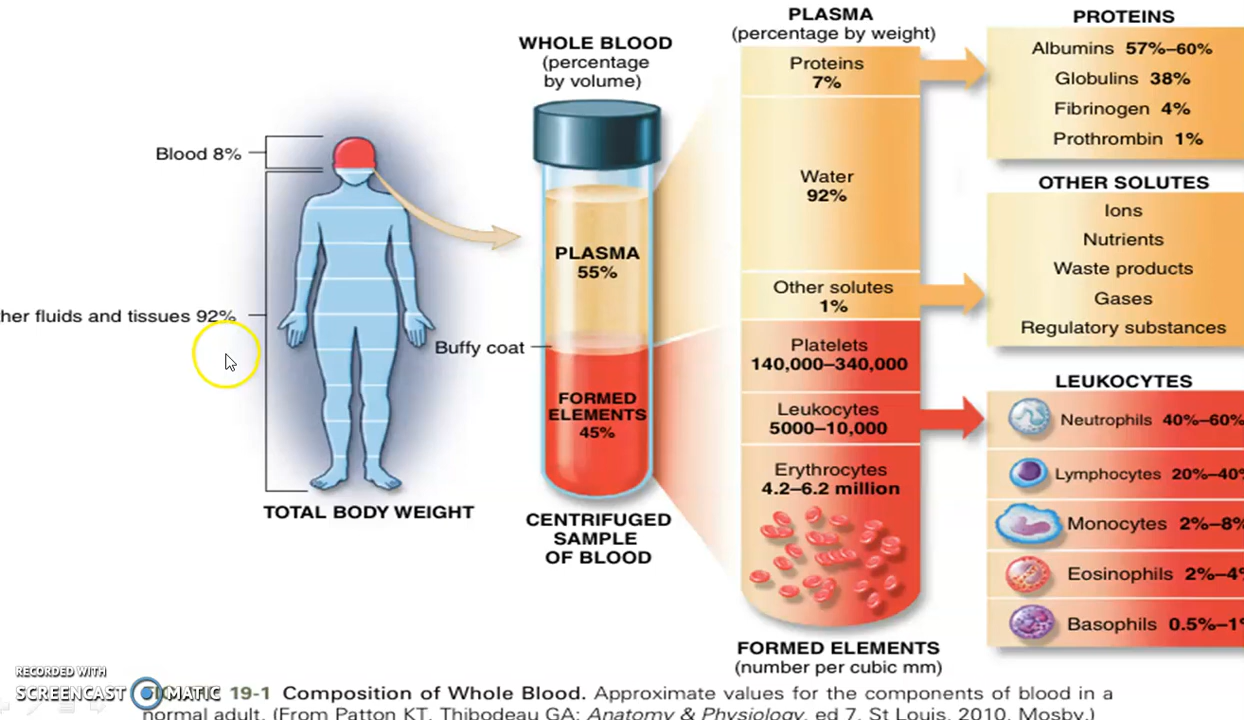 PLASMA
(percentage by weight)
WHOLE BLOOD
(percentage
by volume)
Proteins
7%
Water
92%
Other solutes
1%
Platelets
140,000–340,000
Leukocytes
5000–10,000
Erythrocytes
4.2–6.2 million
FORMED ELEMENTS
(number per cubic mm)
PROTEINS
Albumins 57%–60%
Globulins 38%
Fibrinogen 4%
Prothrombin 1%
OTHER SOLUTES
Ions
Nutrients
Waste products
Gases
Regulatory substances
LEUKOCYTES
Neutrophils 40%–60%
Lymphocytes 20%–40%
Monocytes 2%–8%
Eosinophils 2%–4%
Basophils 0.5%–1%
Blood 8%
ther fluids and tissues 92%
TOTAL BODY WEIGHT
PLASMA
55%
Buffy coat
FORMED
ELEMENTS
45%
CENTRIFUGED
SAMPLE
OF BLOOD
RECORDED WITH
SCREENCAST MATIC
19-1 Composition of Whole Blood. Approximate values for the components of blood in a
normal adult. (From Patton KT, Thibodeau GA: Anatomy & Physiology, ed 7, St Louis, 2010, Mosby.)